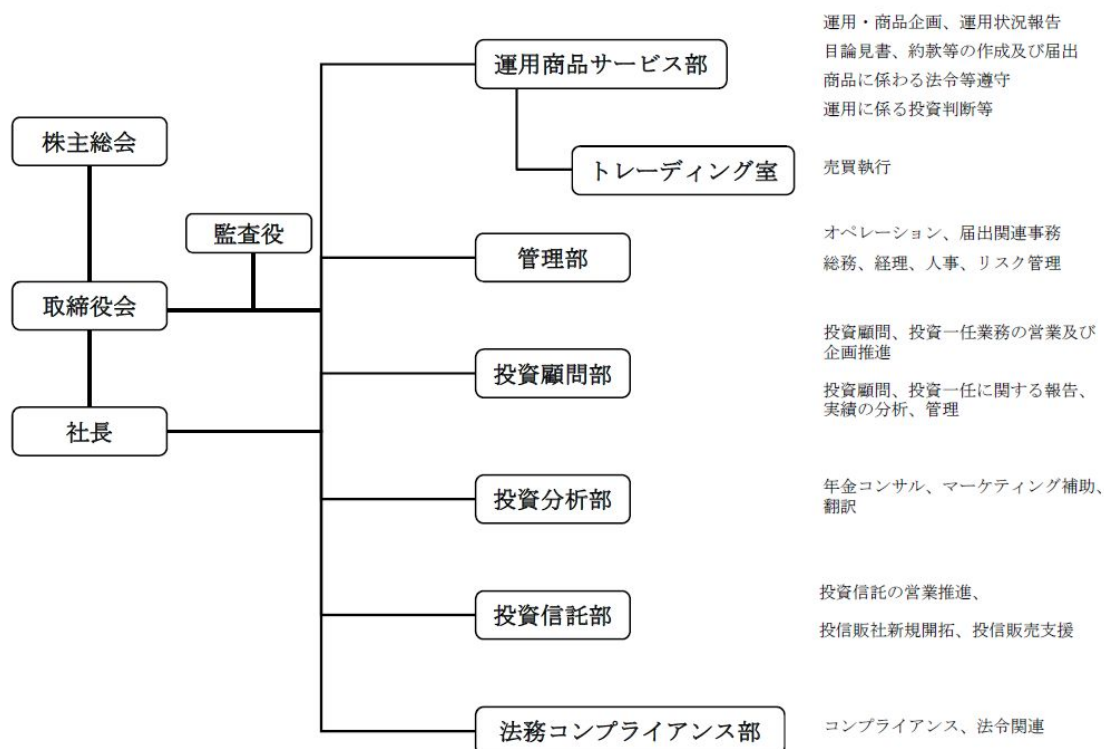 株主総会
監査役
取締役会
社長
運用商品サービス部
運用・商品企画、運用状況報告
目論見書、約款等の作成及び届出
商品に係わる法令等遵守
運用に係る投資判断等
トレーディング室
売買執行
管理部
オペレーション、届出関連事務
総務、経理、人事、リスク管理
投資顧問部
投資顧問、投資一任業務の営業及び
企画推進
投資顧問、投資一任に関する報告、
実績の分析、管理
投資分析部
年金コンサル、マーケティング補助、
翻訳
投資信託部
投資信託の営業推進、
投信販社新規開拓、投信販売支援
法務コンプライアンス部
コンプライアンス、法令関連